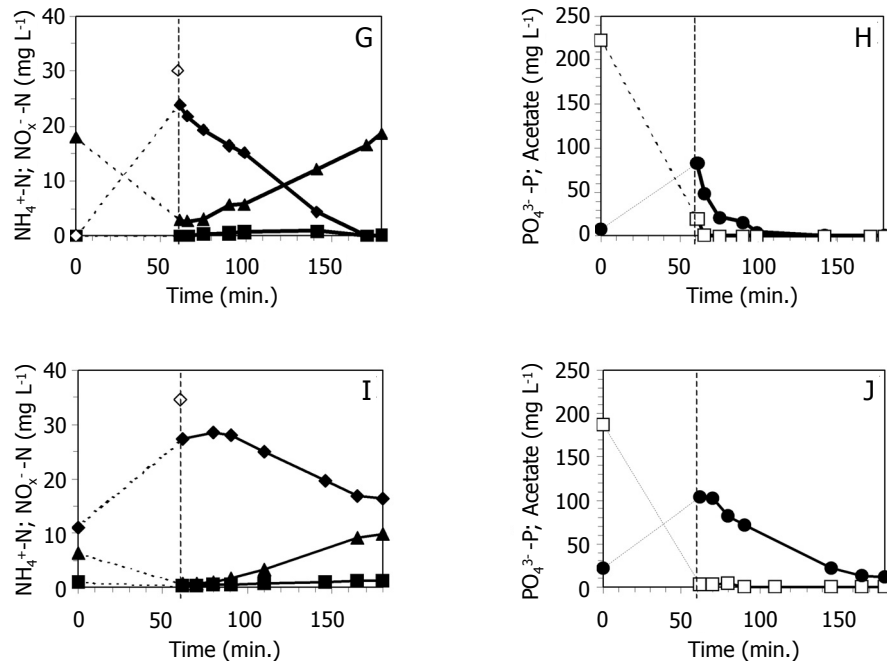 G
NH₄⁺-N; NOₓ⁻-N (mg L⁻¹)
40
30
20
10
0
0 50 100 150
Time (min.)
H
PO₄³⁻-P; Acetate (mg L⁻¹)
250
200
150
100
50
0
0 50 100 150
Time (min.)
I
NH₄⁺-N; NOₓ⁻-N (mg L⁻¹)
40
30
20
10
0
0 50 100 150
Time (min.)
J
PO₄³⁻-P; Acetate (mg L⁻¹)
250
200
150
100
50
0
0 50 100 150
Time (min.)